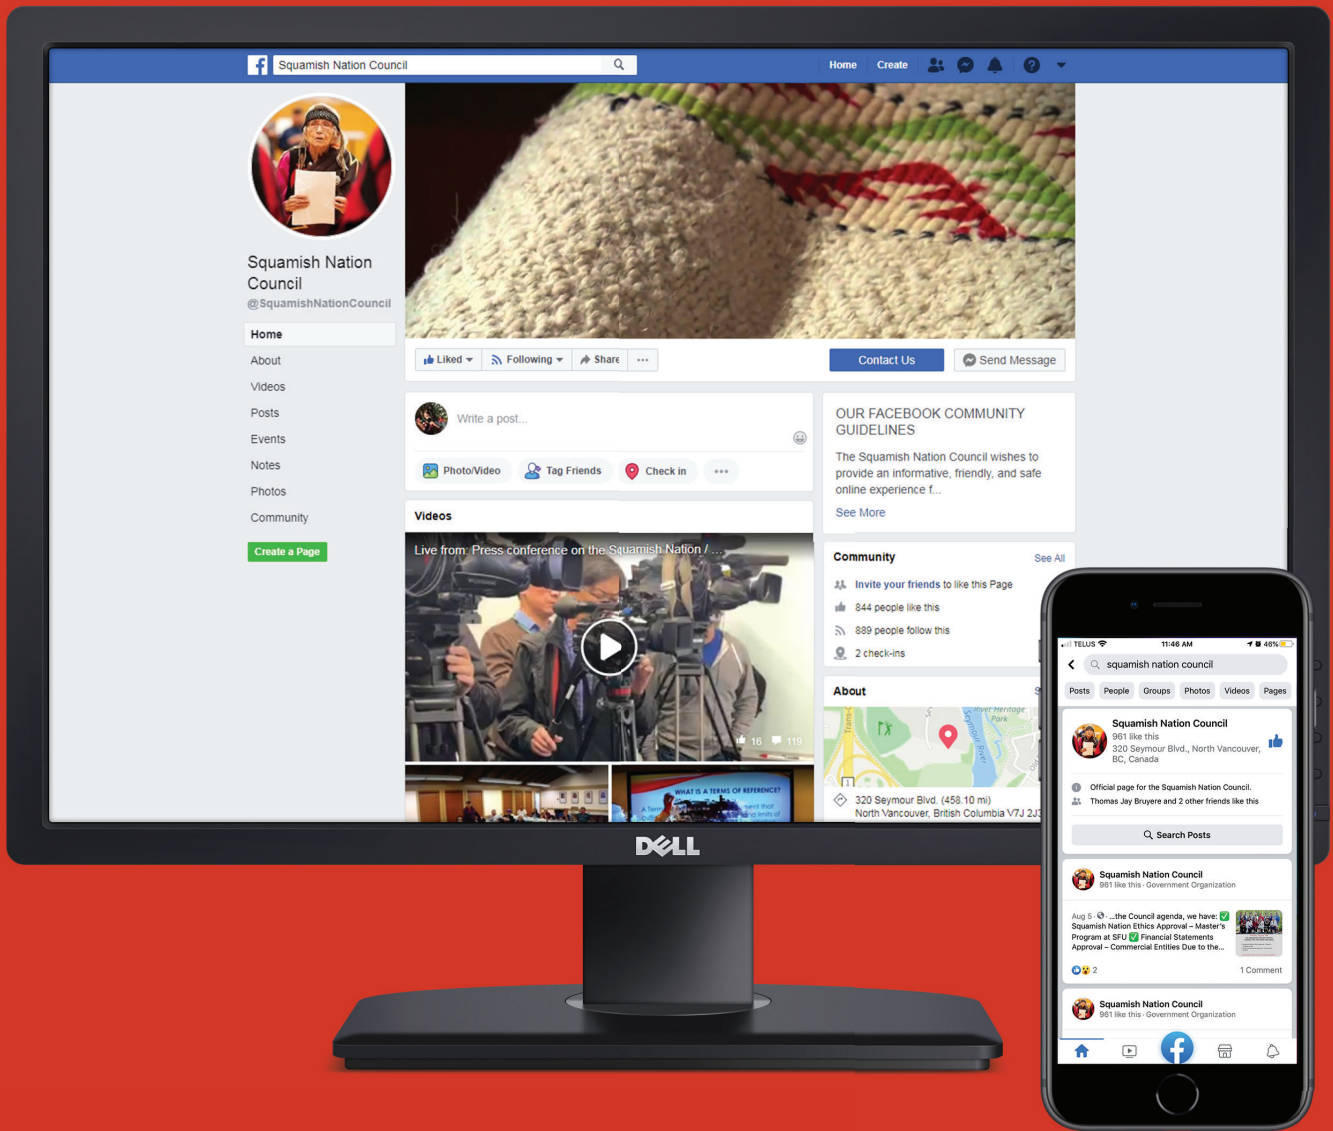 Squamish Nation Council
Home Create
Squamish Nation
Council
@SquamishNationCouncil
Home
About
Videos
Posts
Events
Notes
Photos
Community
Create a Page
Liked Following Share ...
Contact Us Send Message
Write a post...
Photo/Video Tag Friends Check in ...
Videos
Live from: Press conference on the Squamish Nation / ...
16 119
WHAT IS A TERMS OF REFERENCE?
OUR FACEBOOK COMMUNITY
GUIDELINES
The Squamish Nation Council wishes to
provide an informative, friendly, and safe
online experience f...
See More
Community See All
Invite your friends to like this Page
844 people like this
889 people follow this
2 check-ins
About
River Heritage
Park
Seymour
River
Trans-C
1
320 Seymour Blvd. (458.10 mi)
North Vancouver, British Columbia V7J 2J3
DELL
TELUS 11:46 AM 46%
squamish nation council
Posts People Groups Photos Videos Pages
Squamish Nation Council
961 like this
320 Seymour Blvd., North Vancouver,
BC, Canada
Official page for the Squamish Nation Council.
Thomas Jay Bruyere and 2 other friends like this
Search Posts
Squamish Nation Council
961 like this · Government Organization
Aug 5 · ...the Council agenda, we have: ✅
Squamish Nation Ethics Approval – Master's
Program at SFU ✅ Financial Statements
Approval – Commercial Entities Due to the...
2 1 Comment
Squamish Nation Council
961 like this · Government Organization